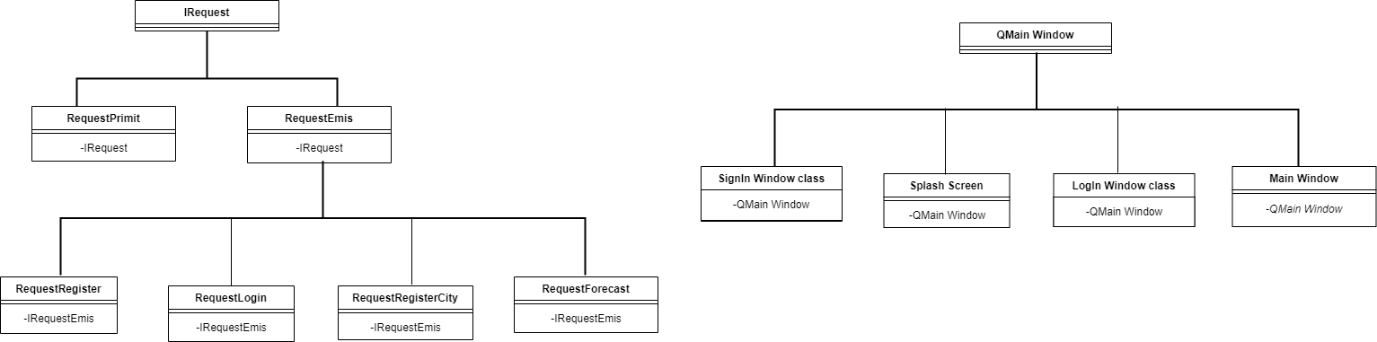 IRequest
RequestPrimit
-IRequest
RequestEmis
-IRequest
RequestRegister
-IRequestEmis
RequestLogin
-IRequestEmis
RequestRegisterCity
-IRequestEmis
RequestForecast
-IRequestEmis
QMain Window
SignIn Window class
-QMain Window
Splash Screen
-QMain Window
LogIn Window class
-QMain Window
Main Window
-QMain Window